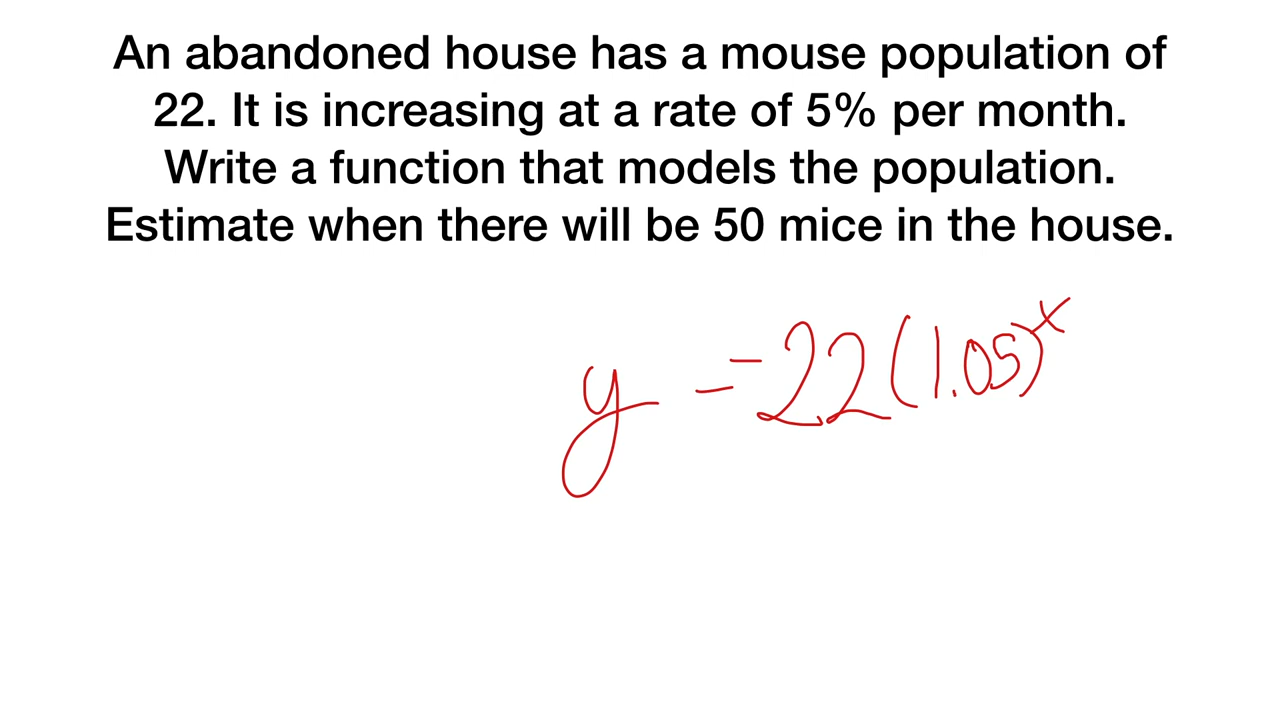 An abandoned house has a mouse population of
22. It is increasing at a rate of 5% per month.
Write a function that models the population.
Estimate when there will be 50 mice in the house.
y = 22(1.05)^x